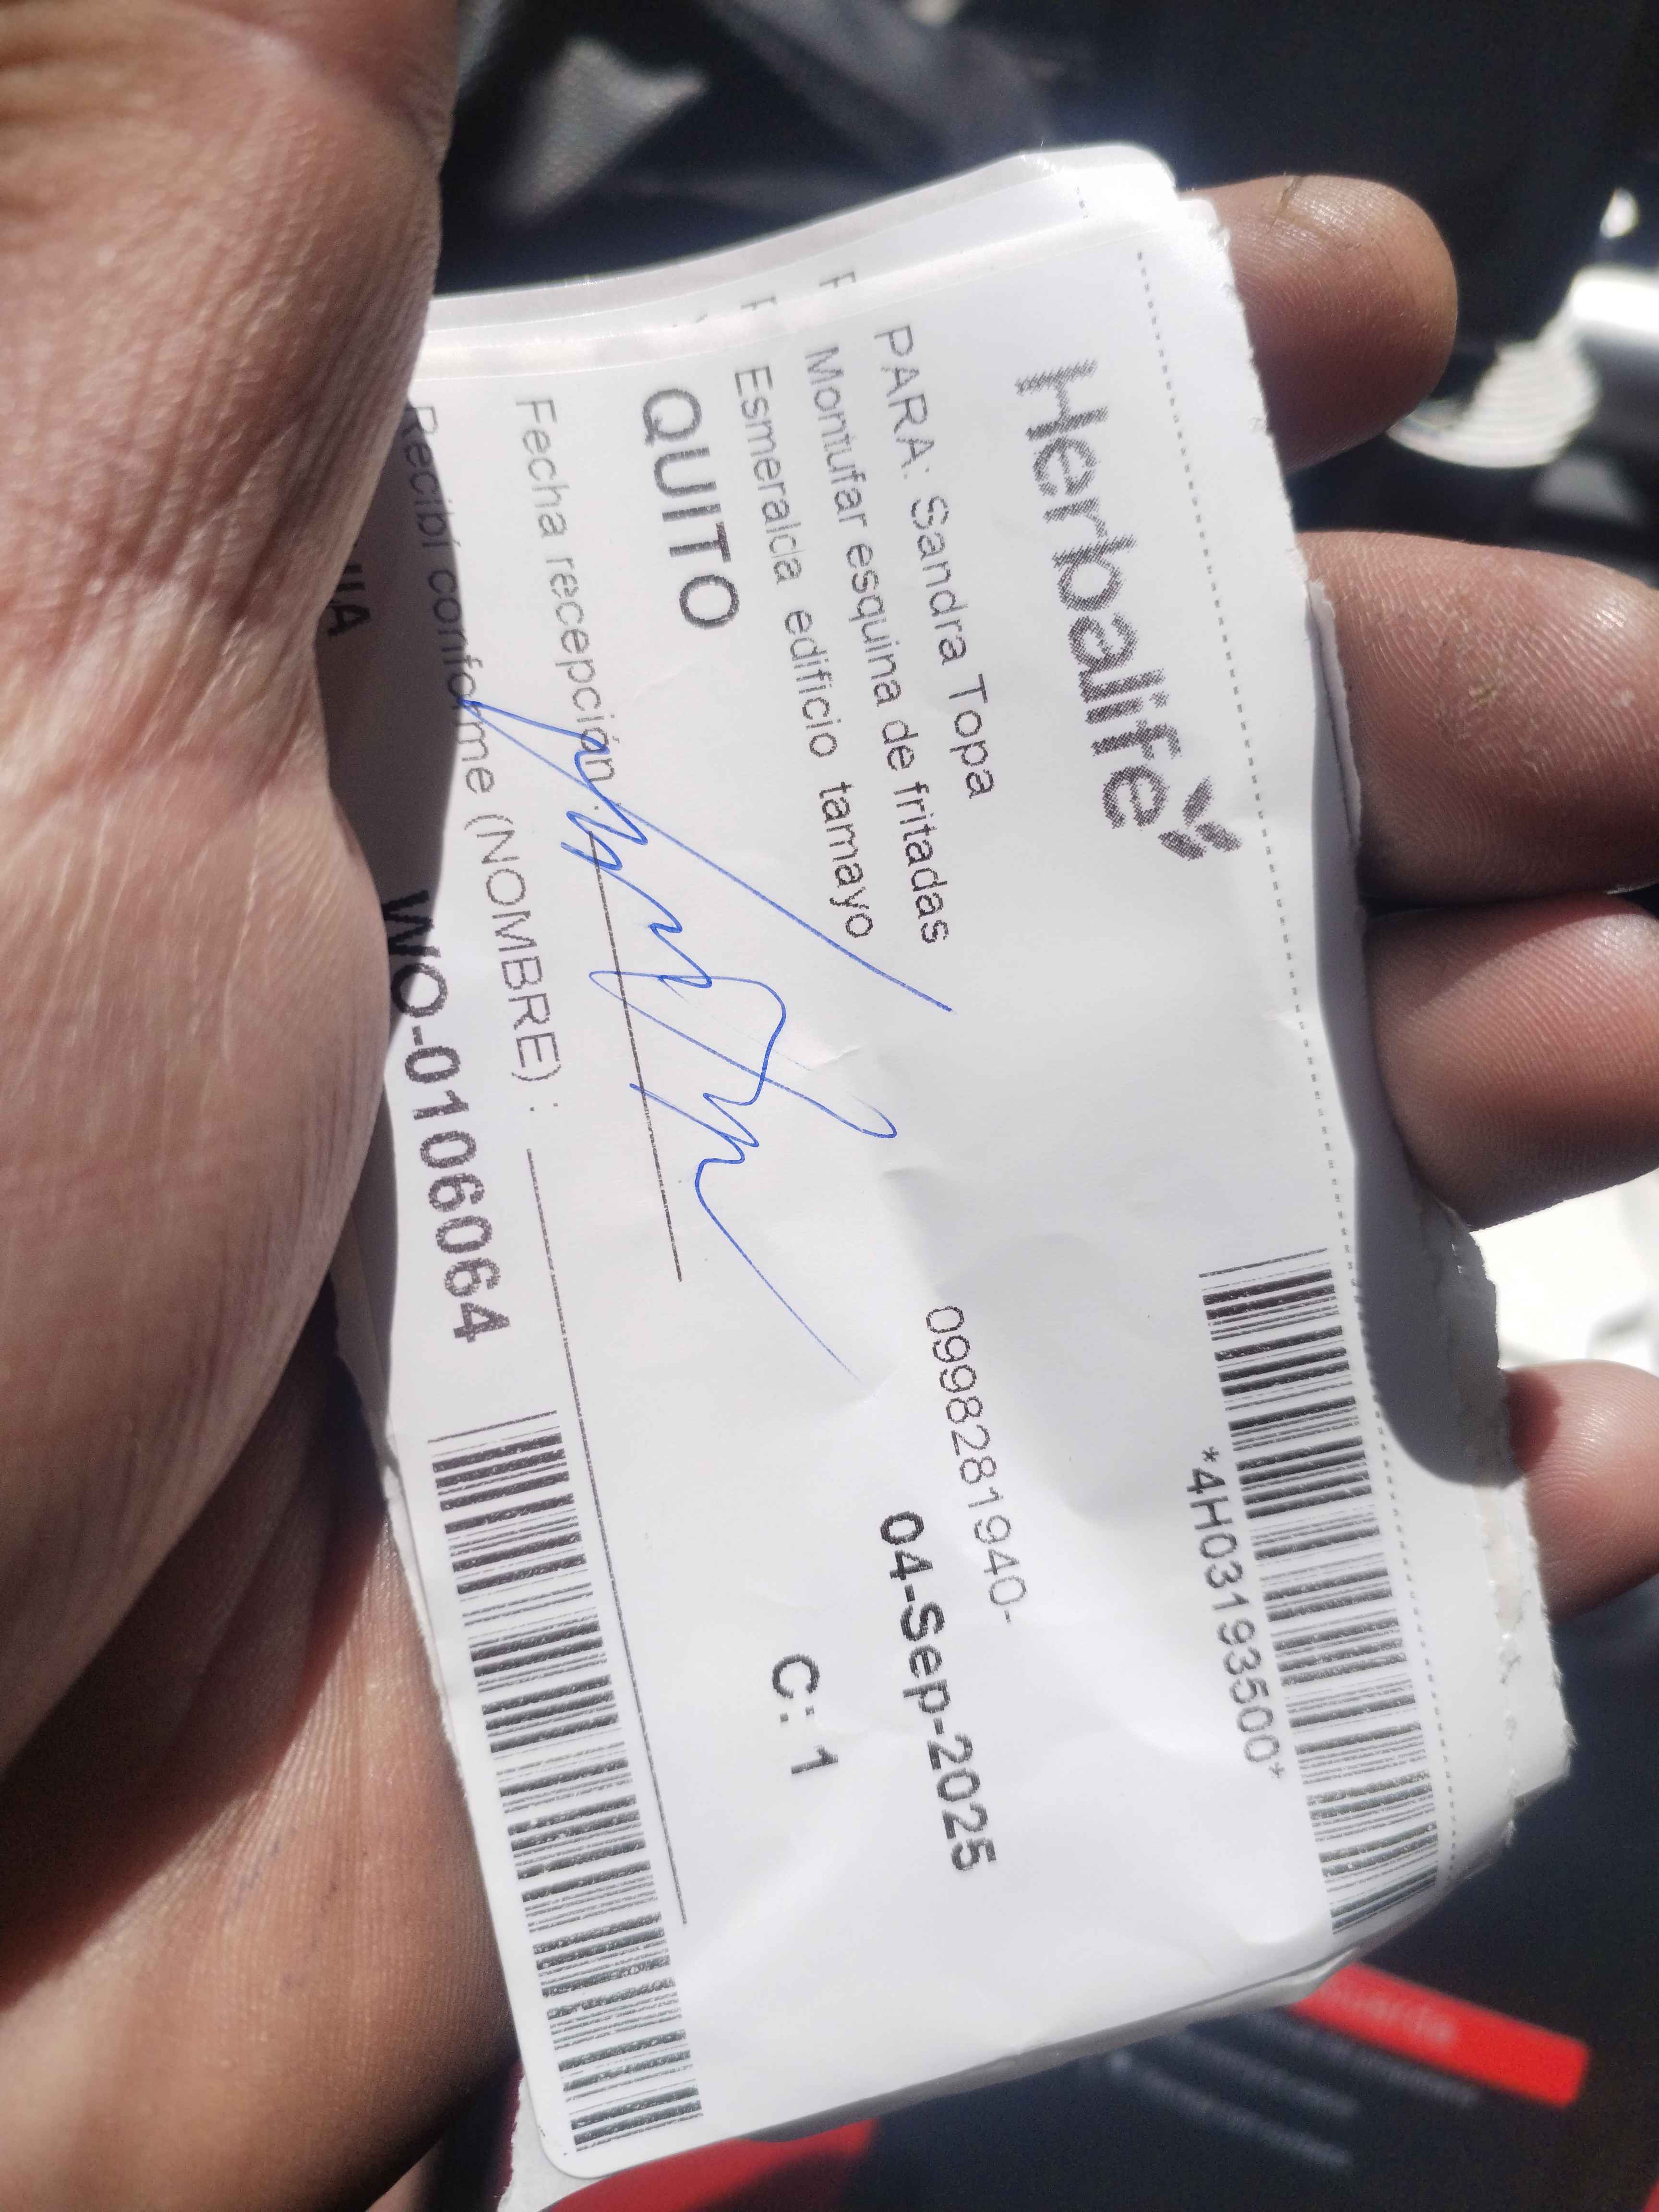 Herbalife
*4H03193500*
PARA: Sandra Topa
0998281940-
Montufar esquina de fritadas
04-Sep-2025
Esmeralda edificio tamayo
QUITO
C: 1
Fecha recepción:
Recibí conforme (NOMBRE) :
WO-0106064